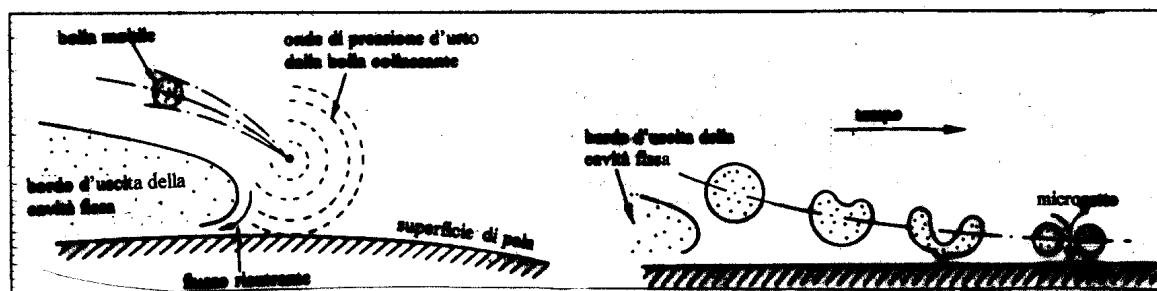 bolla mobile
onde di pressione d'urto
dalla bolla collassante
bordo d'uscita della
cavità fissa
superficie di pala
flusso rientrante
tempo
bordo d'uscita della
cavità fissa
microgetto